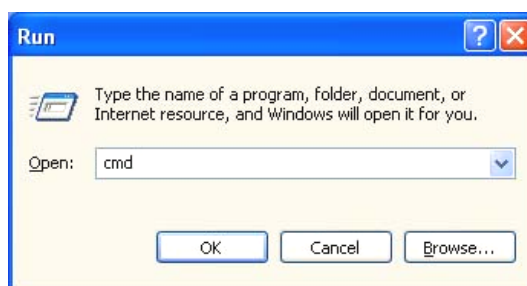 Run
Type the name of a program, folder, document, or
Internet resource, and Windows will open it for you.
Open: cmd
OK Cancel Browse...